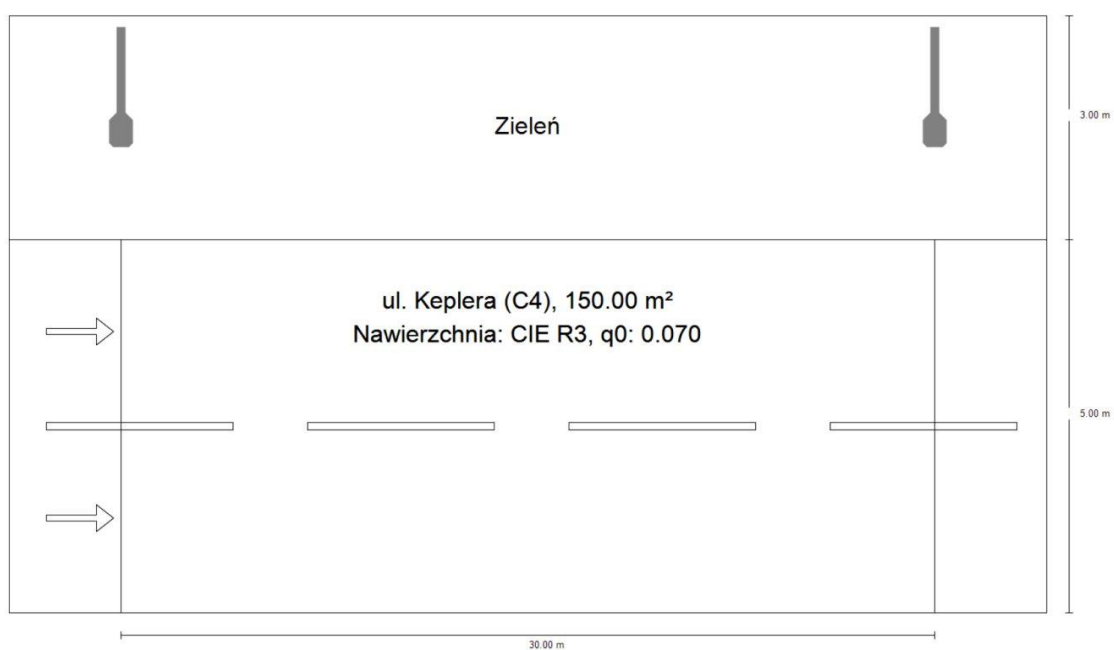 Zieleń
3.00 m
ul. Keplera (C4), 150.00 m²
Nawierzchnia: CIE R3, q0: 0.070
5.00 m
30.00 m